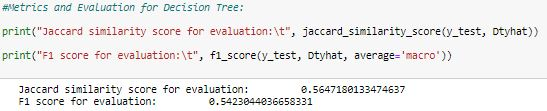 #Metrics and Evaluation for Decision Tree:
print("Jaccard similarity score for evaluation:\t", jaccard_similarity_score(y_test, Dtyhat))
print("F1 score for evaluation:\t", f1_score(y_test, Dtyhat, average='macro'))
Jaccard similarity score for evaluation: 0.5647180133474637
F1 score for evaluation: 0.5423044036658331